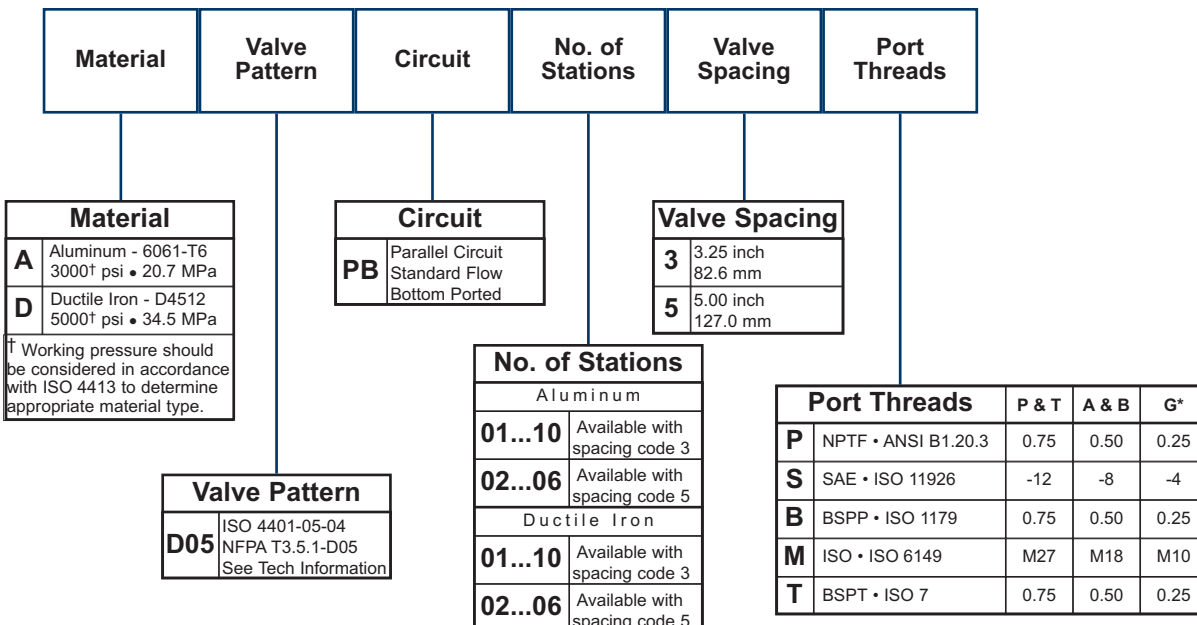 Material
Valve
Pattern
Circuit
No. of
Stations
Valve
Spacing
Port
Threads
Material
A
Aluminum - 6061-T6
3000† psi • 20.7 MPa
D
Ductile Iron - D4512
5000† psi • 34.5 MPa
† Working pressure should
be considered in accordance
with ISO 4413 to determine
appropriate material type.
Valve Pattern
D05
ISO 4401-05-04
NFPA T3.5.1-D05
See Tech Information
Circuit
PB
Parallel Circuit
Standard Flow
Bottom Ported
No. of Stations
Aluminum
01...10
Available with
spacing code 3
02...06
Available with
spacing code 5
Ductile Iron
01...10
Available with
spacing code 3
02...06
Available with
spacing code 5
Valve Spacing
3
3.25 inch
82.6 mm
5
5.00 inch
127.0 mm
Port Threads P & T A & B G*
P NPTF • ANSI B1.20.3 0.75 0.50 0.25
S SAE • ISO 11926 -12 -8 -4
B BSPP • ISO 1179 0.75 0.50 0.25
M ISO • ISO 6149 M27 M18 M10
T BSPT • ISO 7 0.75 0.50 0.25